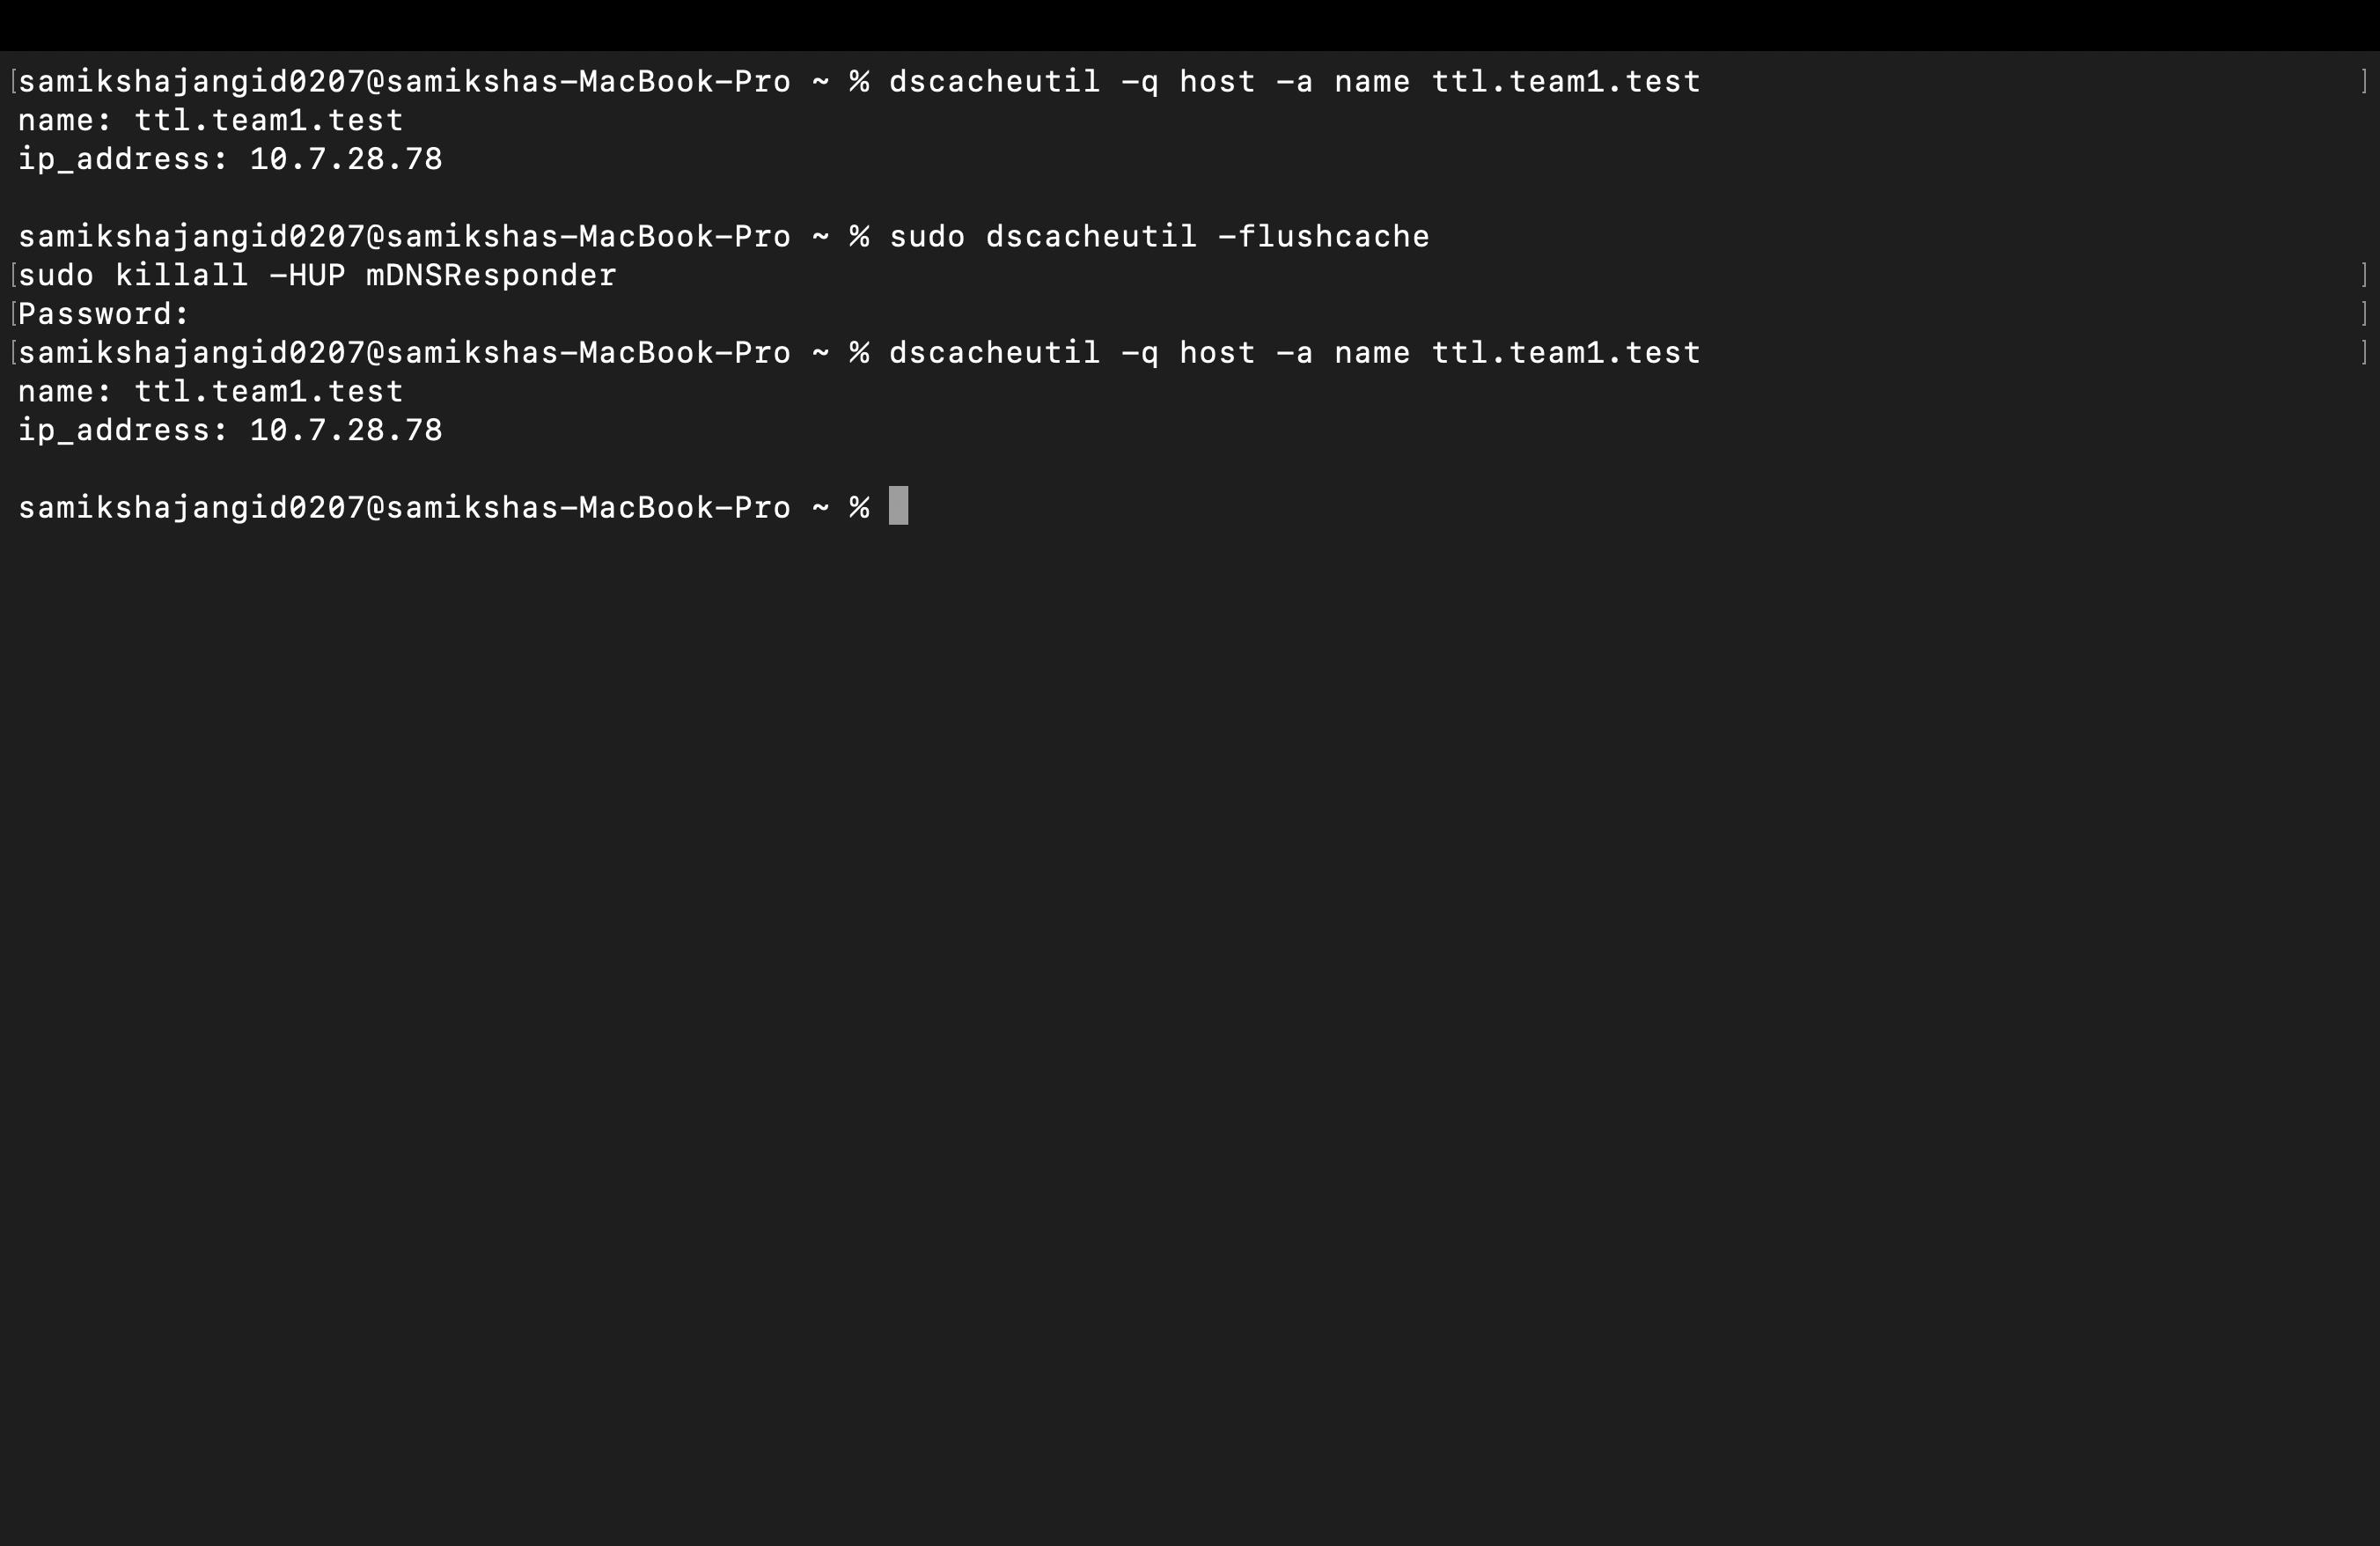 [samikshajangid0207@samikshas-MacBook-Pro ~ % dscacheutil -q host -a name ttl.team1.test ]
name: ttl.team1.test
ip_address: 10.7.28.78
samikshajangid0207@samikshas-MacBook-Pro ~ % sudo dscacheutil -flushcache
[sudo killall -HUP mDNSResponder ]
[Password: ]
[samikshajangid0207@samikshas-MacBook-Pro ~ % dscacheutil -q host -a name ttl.team1.test ]
name: ttl.team1.test
ip_address: 10.7.28.78
samikshajangid0207@samikshas-MacBook-Pro ~ %